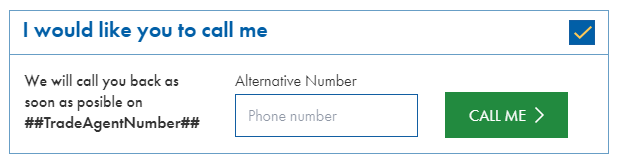 I would like you to call me
We will call you back as
soon as posible on
##TradeAgentNumber##
Alternative Number
Phone number
CALL ME